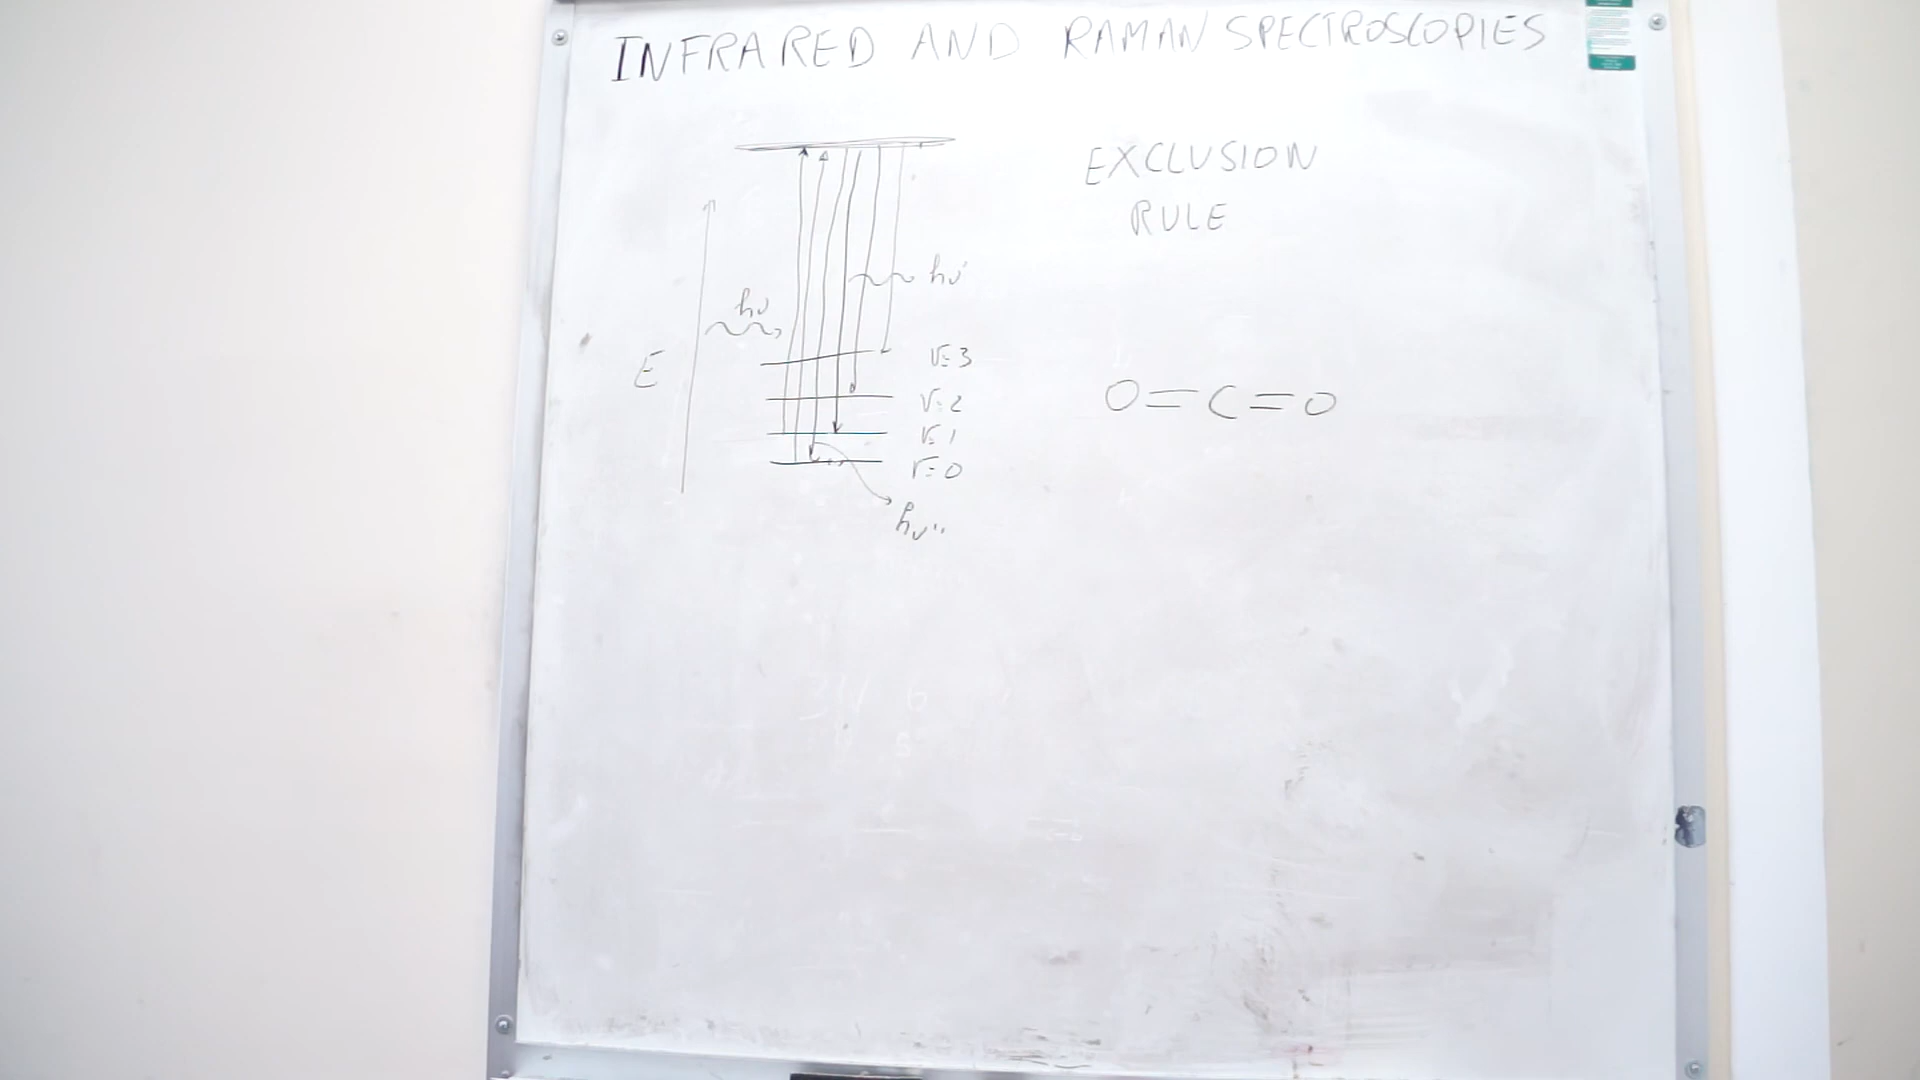 INFRARED AND RAMAN SPECTROSCOPIES
EXCLUSION
RULE
hν'
hν
E
v=3
v=2
v=1
v=0
hν''
O=C=O